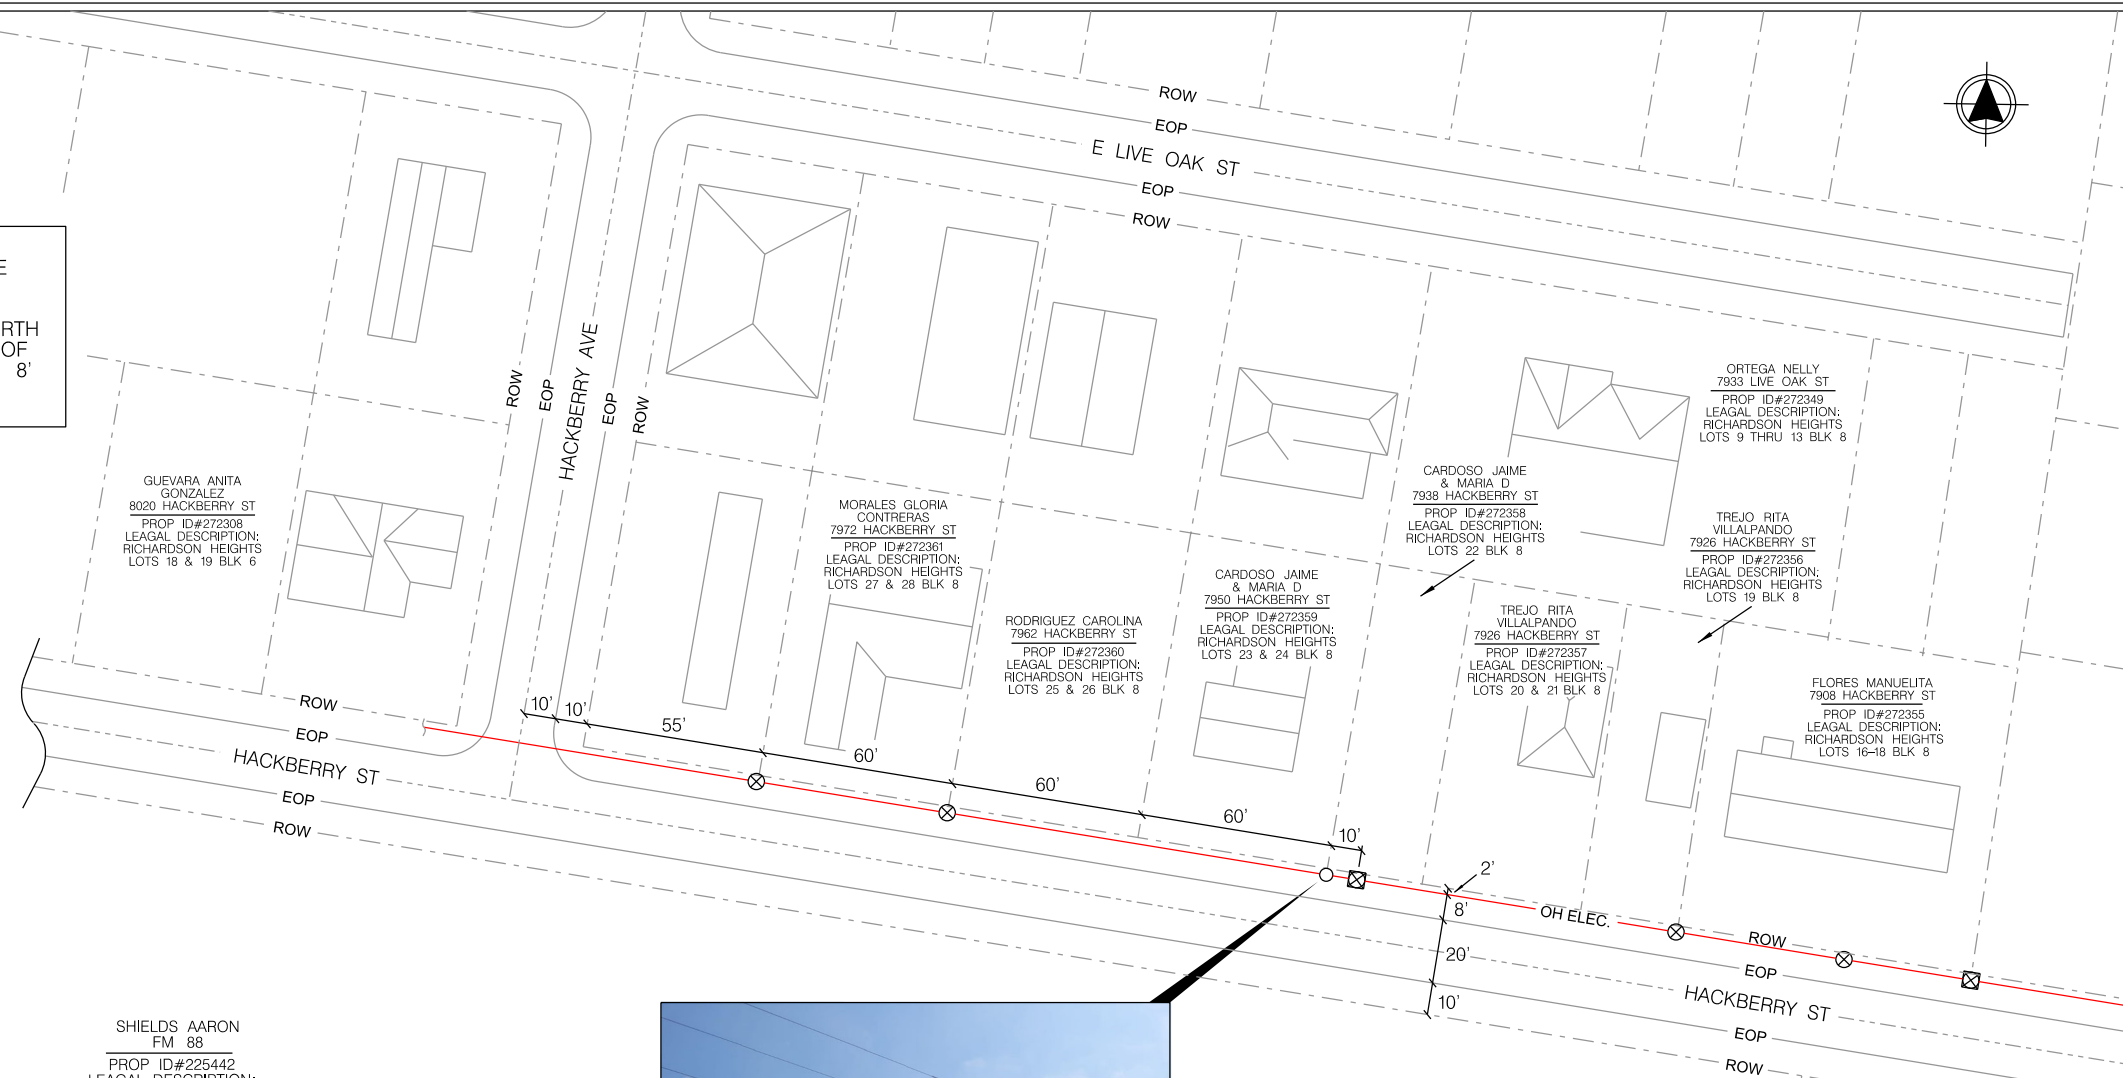 ROW
EOP
E LIVE OAK ST
EOP
ROW
E
RTH
OF
8'
HACKBERRY AVE
ROW
EOP
EOP
ROW
ORTEGA NELLY
7933 LIVE OAK ST
PROP ID#272349
LEAGAL DESCRIPTION:
RICHARDSON HEIGHTS
LOTS 9 THRU 13 BLK 8
GUEVARA ANITA
GONZALEZ
8020 HACKBERRY ST
PROP ID#272308
LEAGAL DESCRIPTION:
RICHARDSON HEIGHTS
LOTS 18 & 19 BLK 6
MORALES GLORIA
CONTRERAS
7972 HACKBERRY ST
PROP ID#272361
LEAGAL DESCRIPTION:
RICHARDSON HEIGHTS
LOTS 27 & 28 BLK 8
RODRIGUEZ CAROLINA
7962 HACKBERRY ST
PROP ID#272360
LEAGAL DESCRIPTION:
RICHARDSON HEIGHTS
LOTS 25 & 26 BLK 8
CARDOSO JAIME
& MARIA D
7950 HACKBERRY ST
PROP ID#272359
LEAGAL DESCRIPTION:
RICHARDSON HEIGHTS
LOTS 23 & 24 BLK 8
CARDOSO JAIME
& MARIA D
7938 HACKBERRY ST
PROP ID#272358
LEAGAL DESCRIPTION:
RICHARDSON HEIGHTS
LOTS 22 BLK 8
TREJO RITA
VILLALPANDO
7926 HACKBERRY ST
PROP ID#272357
LEAGAL DESCRIPTION:
RICHARDSON HEIGHTS
LOTS 20 & 21 BLK 8
TREJO RITA
VILLALPANDO
7926 HACKBERRY ST
PROP ID#272356
LEAGAL DESCRIPTION:
RICHARDSON HEIGHTS
LOTS 19 BLK 8
FLORES MANUELITA
7908 HACKBERRY ST
PROP ID#272355
LEAGAL DESCRIPTION:
RICHARDSON HEIGHTS
LOTS 16–18 BLK 8
ROW
EOP
HACKBERRY ST
EOP
ROW
10'
10'
55'
60'
60'
60'
10'
2'
8'
20'
10'
OH ELEC.
ROW
EOP
HACKBERRY ST
EOP
ROW
SHIELDS AARON
FM 88
PROP ID#225442
LEAGAL DESCRIPTION: